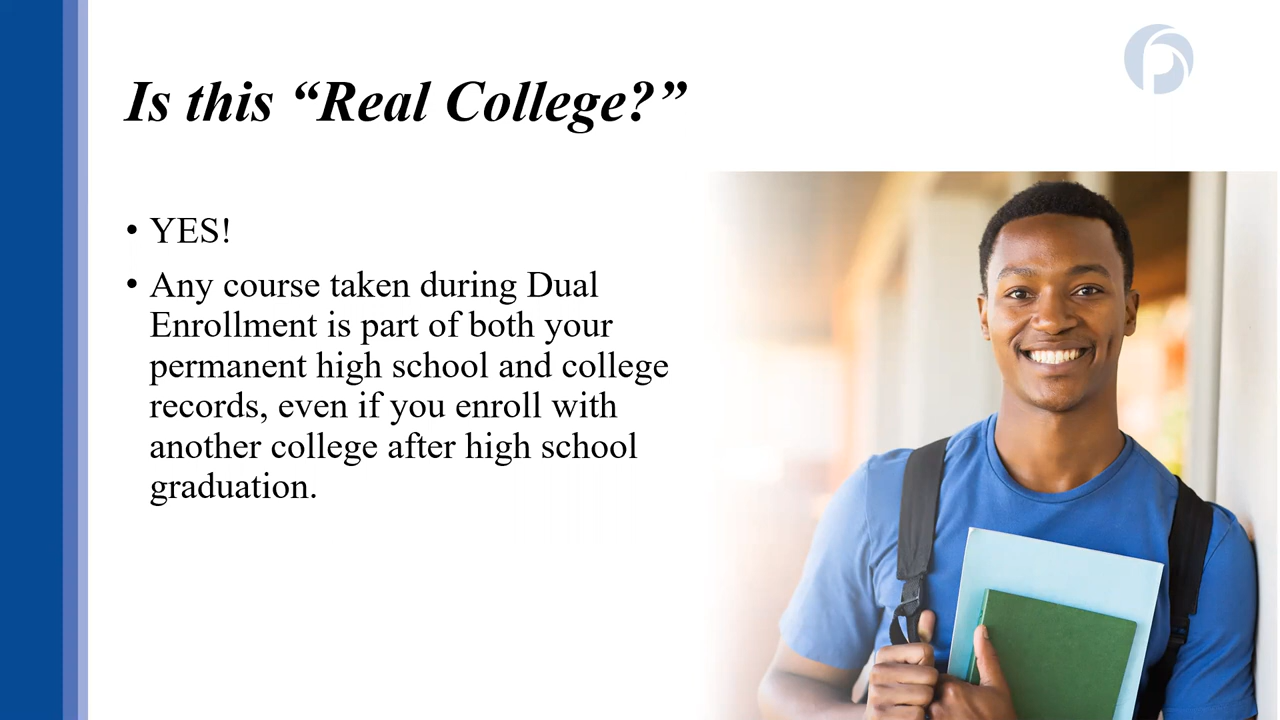 Is this “Real College?”
• YES!
• Any course taken during Dual
Enrollment is part of both your
permanent high school and college
records, even if you enroll with
another college after high school
graduation.